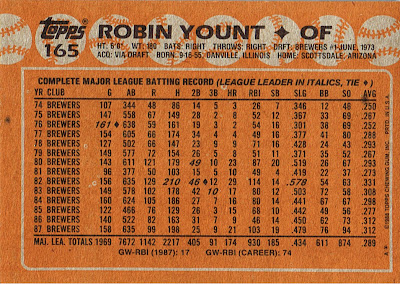 Topps
165
ROBIN YOUNT ✦ OF
HT: 6'0" WT: 180 BATS: RIGHT THROWS: RIGHT DRFT: BREWERS #1-JUNE, 1973
ACQ: VIA DRAFT BORN: 9-16-55, DANVILLE, ILLINOIS HOME: SCOTTSDALE, ARIZONA
COMPLETE MAJOR LEAGUE BATTING RECORD (LEAGUE LEADER IN ITALICS, TIE ✦)
YR CLUB G AB R H 2B 3B HR RBI SB SLG BB SO AVG
74 BREWERS 107 344 48 86 14 5 3 26 7 .346 12 46 .250
75 BREWERS 147 558 67 149 28 2 8 52 12 .367 33 69 .267
76 BREWERS 161 ✦ 638 59 161 19 3 2 54 16 .301 38 69 .252
77 BREWERS 154 605 66 174 34 4 4 49 16 .377 41 80 .288
78 BREWERS 127 502 66 147 23 9 9 71 16 .428 24 43 .293
79 BREWERS 149 577 72 154 26 5 8 51 11 .371 35 52 .267
80 BREWERS 143 611 121 179 49 10 23 87 20 .519 26 67 .293
81 BREWERS 96 377 50 103 15 5 10 49 4 .419 22 37 .273
82 BREWERS 156 635 129 210 46 ✦ 12 29 114 14 .578 54 63 .331
83 BREWERS 149 578 102 178 42 10 17 80 12 .503 72 58 .308
84 BREWERS 160 624 105 186 27 7 16 80 14 .441 67 67 .298
85 BREWERS 122 466 76 129 26 3 15 68 10 .442 49 56 .277
86 BREWERS 140 522 82 163 31 7 9 46 14 .450 62 73 .312
87 BREWERS 158 635 99 198 25 9 21 103 19 .479 76 94 .312
MAJ. LEA. TOTALS 1969 7672 1142 2217 405 91 174 930 185 .434 611 874 .289
GW-RBI (1987): 17 GW-RBI (CAREER): 74
© 1988 TOPPS CHEWING GUM, INC. PRTD. IN U.S.A.